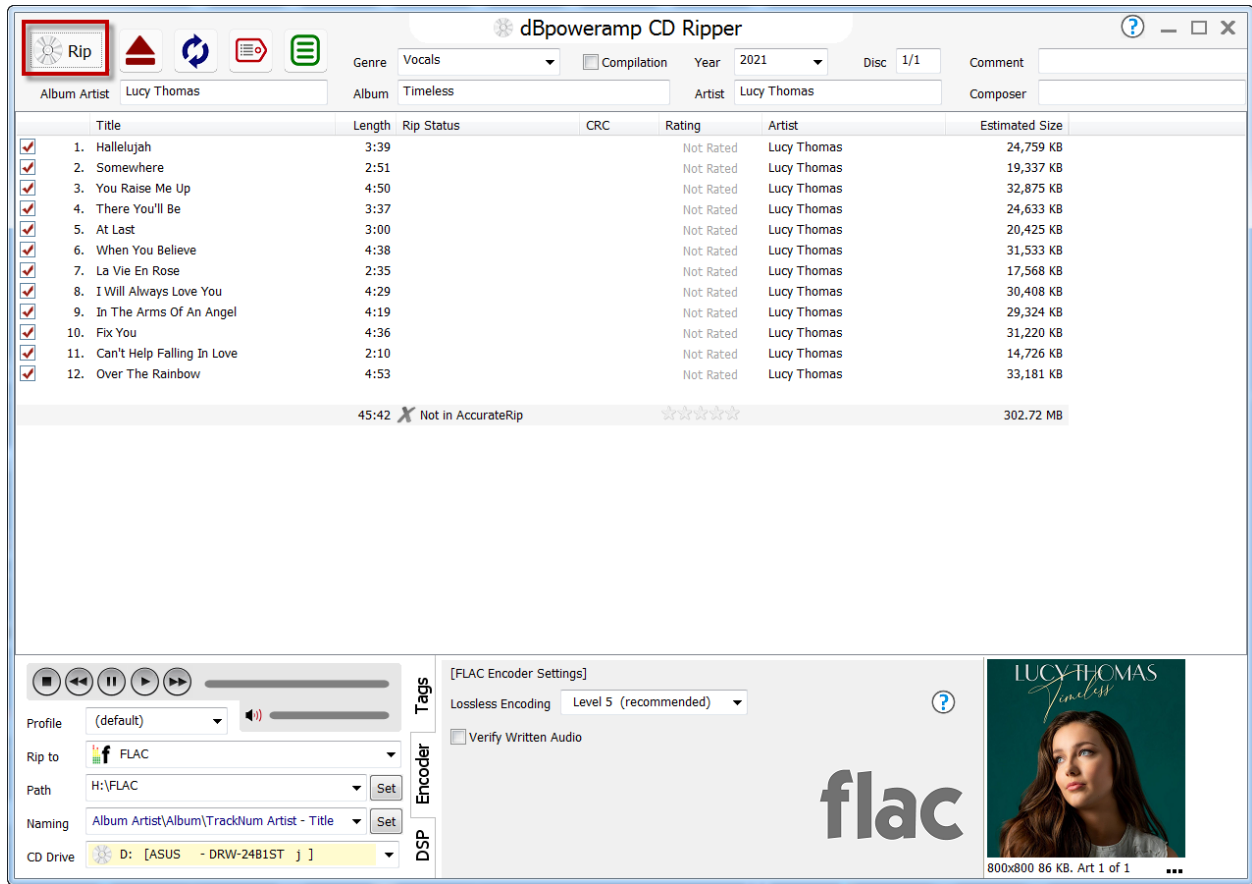 dBpoweramp CD Ripper
Rip
Genre Vocals Compilation Year 2021 Disc 1/1 Comment
Album Artist Lucy Thomas Album Timeless Artist Lucy Thomas Composer
Title Length Rip Status CRC Rating Artist Estimated Size
1. Hallelujah 3:39 Not Rated Lucy Thomas 24,759 KB
2. Somewhere 2:51 Not Rated Lucy Thomas 19,337 KB
3. You Raise Me Up 4:50 Not Rated Lucy Thomas 32,875 KB
4. There You'll Be 3:37 Not Rated Lucy Thomas 24,633 KB
5. At Last 3:00 Not Rated Lucy Thomas 20,425 KB
6. When You Believe 4:38 Not Rated Lucy Thomas 31,533 KB
7. La Vie En Rose 2:35 Not Rated Lucy Thomas 17,568 KB
8. I Will Always Love You 4:29 Not Rated Lucy Thomas 30,408 KB
9. In The Arms Of An Angel 4:19 Not Rated Lucy Thomas 29,324 KB
10. Fix You 4:36 Not Rated Lucy Thomas 31,220 KB
11. Can't Help Falling In Love 2:10 Not Rated Lucy Thomas 14,726 KB
12. Over The Rainbow 4:53 Not Rated Lucy Thomas 33,181 KB
45:42 Not in AccurateRip 302.72 MB
Profile (default)
Rip to f FLAC
Path H:\FLAC Set
Naming Album Artist\Album\TrackNum Artist - Title Set
CD Drive D: [ASUS - DRW-24B1ST j ]
Tags
Encoder
DSP
[FLAC Encoder Settings]
Lossless Encoding Level 5 (recommended) ?
Verify Written Audio
flac
LUCY THOMAS
Timeless
800x800 86 KB. Art 1 of 1